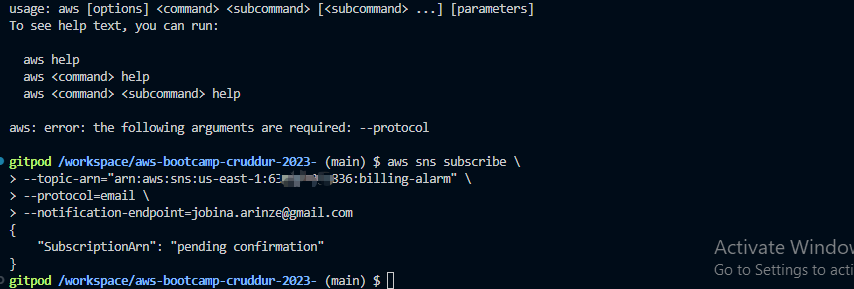 usage: aws [options] <command> <subcommand> [<subcommand> ...] [parameters]
To see help text, you can run:
aws help
aws <command> help
aws <command> <subcommand> help
aws: error: the following arguments are required: --protocol
gitpod /workspace/aws-bootcamp-cruddur-2023- (main) $ aws sns subscribe \
> --topic-arn="arn:aws:sns:us-east-1:63 836:billing-alarm" \
> --protocol=email \
> --notification-endpoint=jobina.arinze@gmail.com
{
"SubscriptionArn": "pending confirmation"
}
gitpod /workspace/aws-bootcamp-cruddur-2023- (main) $
Activate Window
Go to Settings to acti